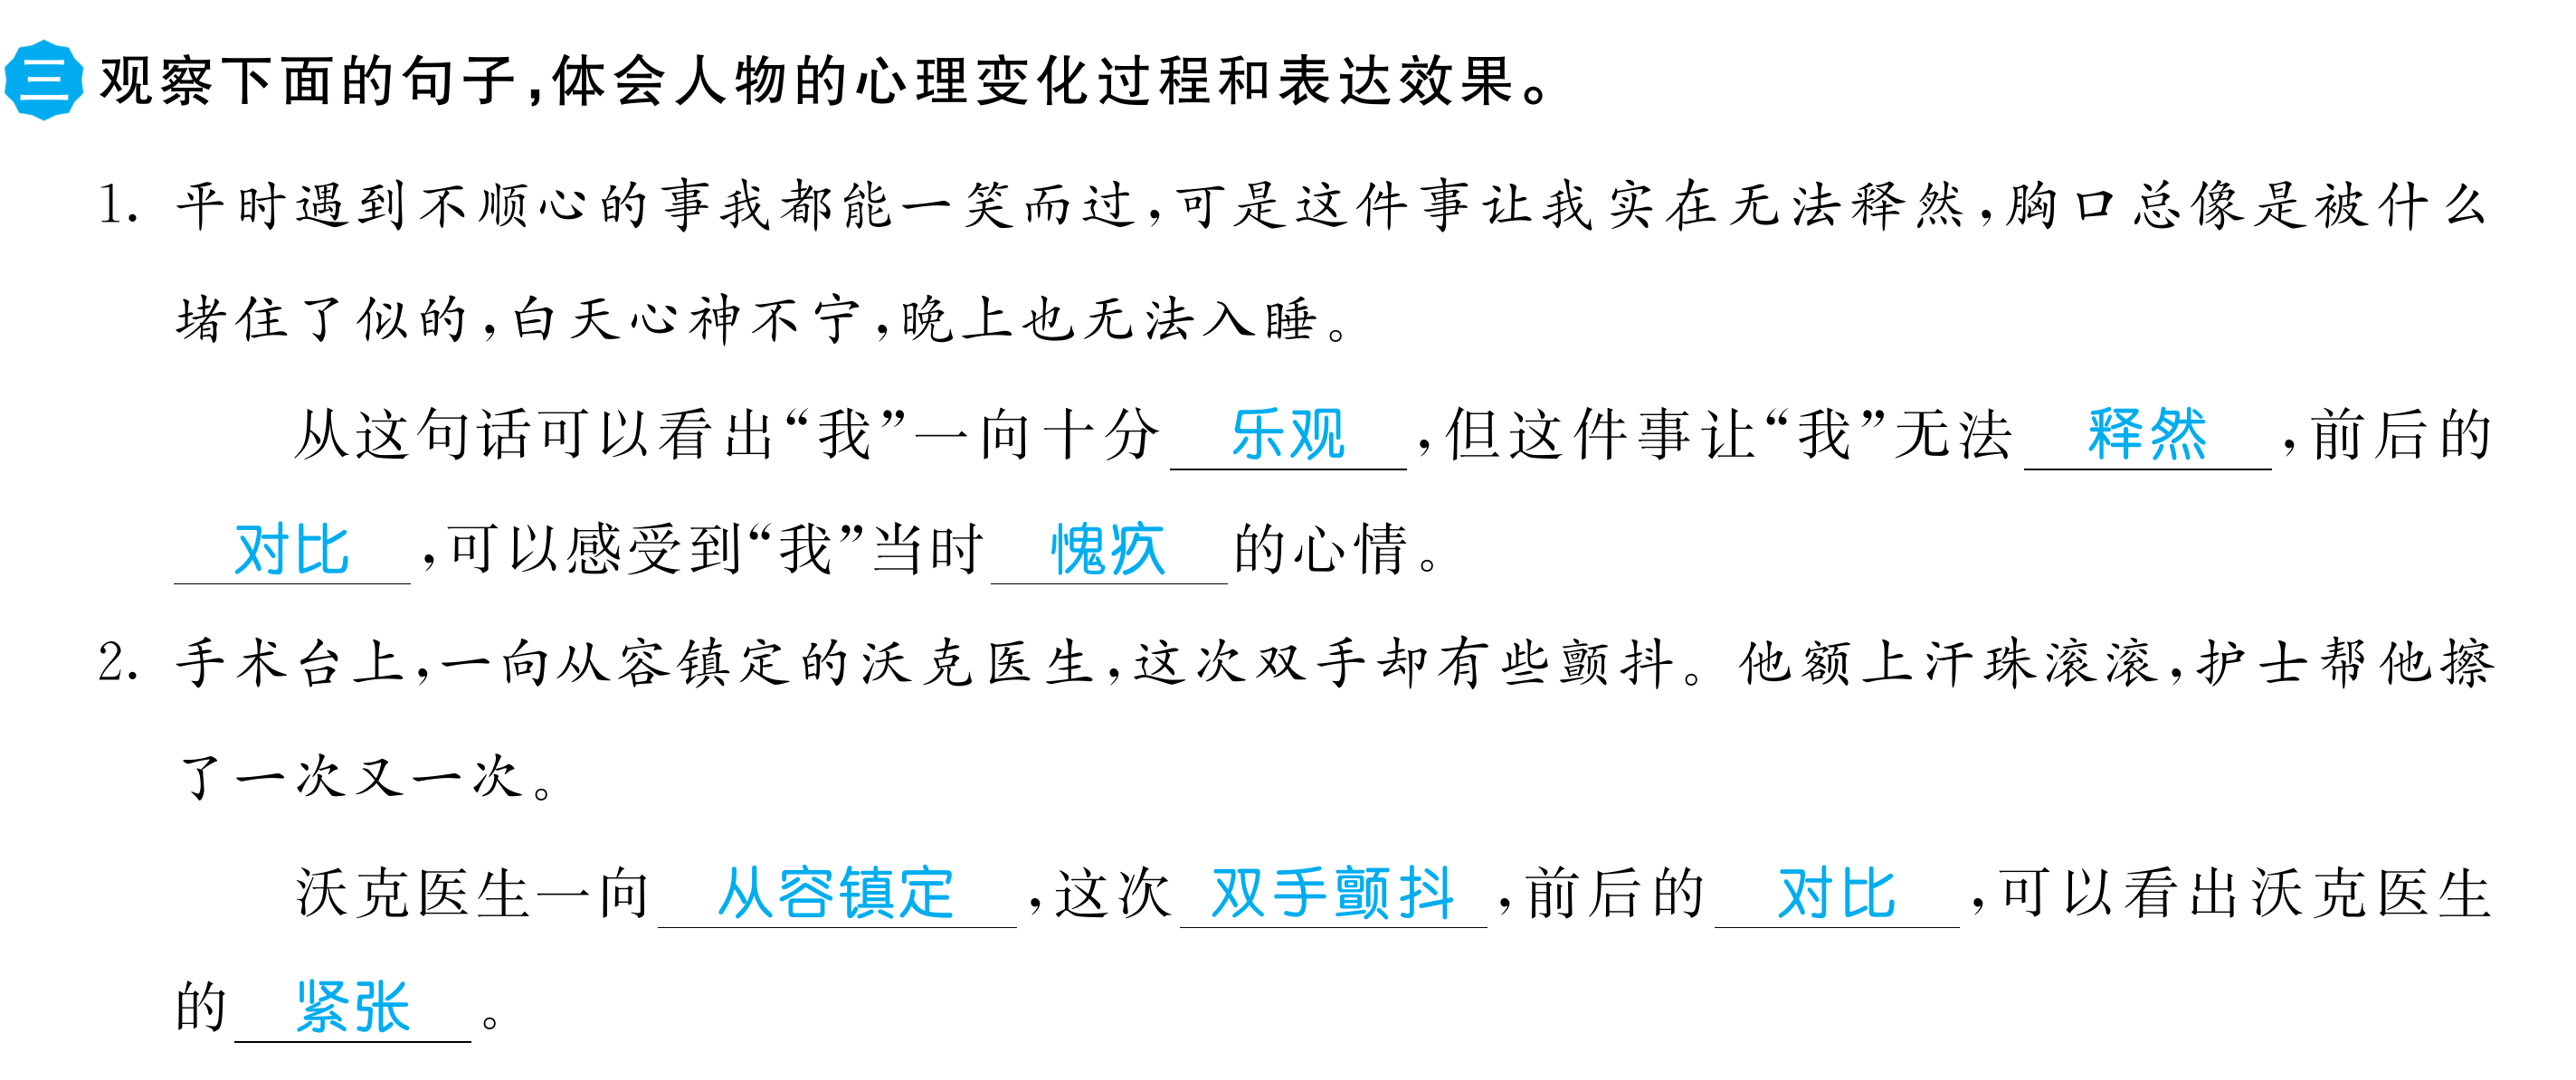 三 观察下面的句子,体会人物的心理变化过程和表达效果。
1. 平时遇到不顺心的事我都能一笑而过,可是这件事让我实在无法释然,胸口总像是被什么
堵住了似的,白天心神不宁,晚上也无法入睡。
从这句话可以看出“我”一向十分 乐观 ,但这件事让“我”无法 释然 ,前后的
对比 ,可以感受到“我”当时 愧疚 的心情。
2. 手术台上,一向从容镇定的沃克医生,这次双手却有些颤抖。他额上汗珠滚滚,护士帮他擦
了一次又一次。
沃克医生一向 从容镇定 ,这次 双手颤抖 ,前后的 对比 ,可以看出沃克医生
的 紧张 。